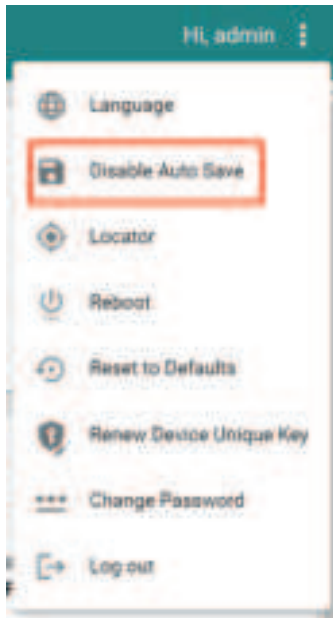 Hi, admin
Language
Disable Auto Save
Locator
Reboot
Reset to Defaults
Renew Device Unique Key
Change Password
Log out